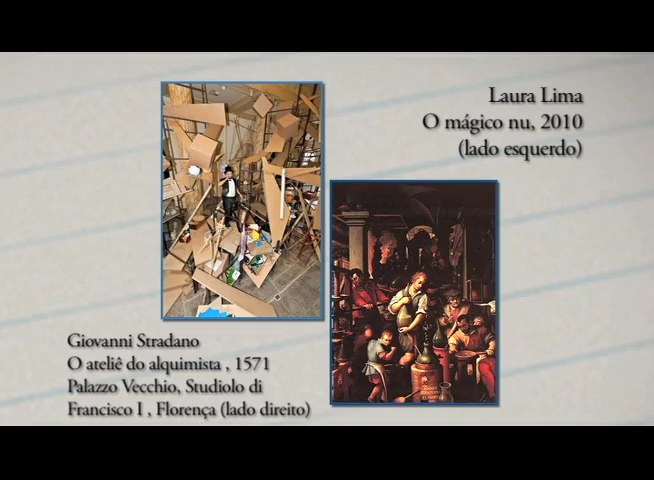 Laura Lima
O mágico nu, 2010
(lado esquerdo)
Giovanni Stradano
O ateliê do alquimista , 1571
Palazzo Vecchio, Studiolo di
Francisco I , Florença (lado direito)